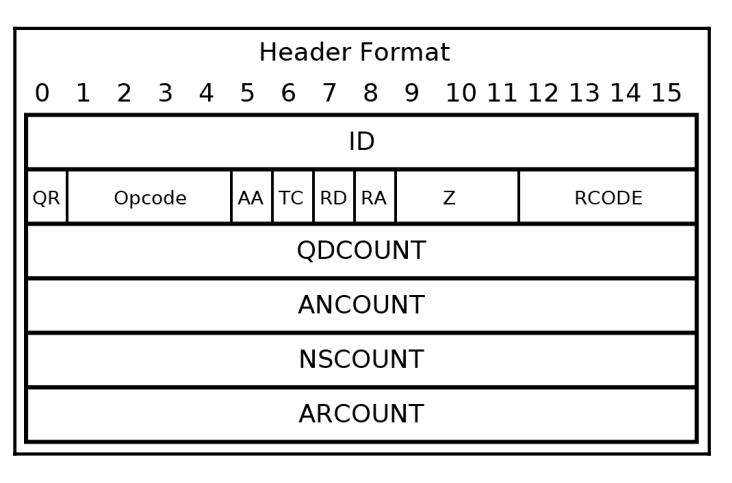 Header Format
0 1 2 3 4 5 6 7 8 9 10 11 12 13 14 15
ID
QR Opcode AA TC RD RA Z RCODE
QDCOUNT
ANCOUNT
NSCOUNT
ARCOUNT